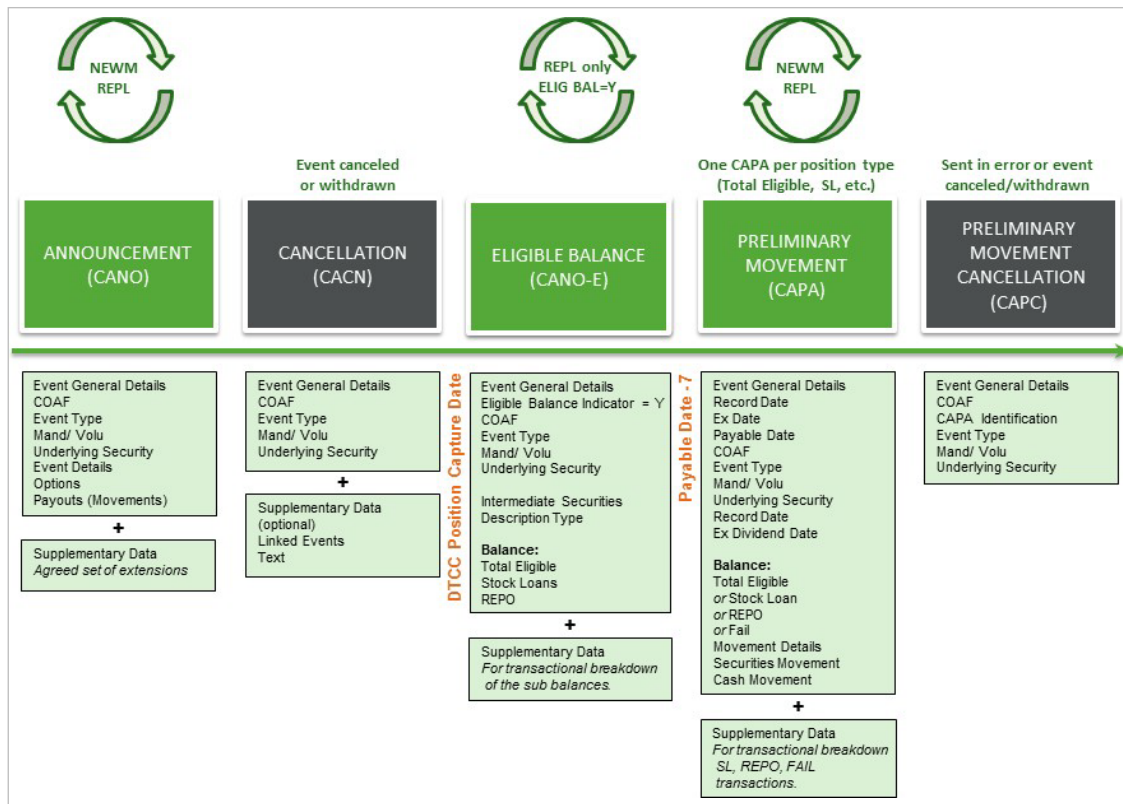 NEWM
REPL
REPL only
ELIG BAL=Y
NEWM
REPL
Event canceled
or withdrawn
One CAPA per position type
(Total Eligible, SL, etc.)
Sent in error or event
canceled/withdrawn
ANNOUNCEMENT
(CANO)
CANCELLATION
(CACN)
ELIGIBLE BALANCE
(CANO-E)
PRELIMINARY
MOVEMENT
(CAPA)
PRELIMINARY
MOVEMENT
CANCELLATION
(CAPC)
Event General Details
COAF
Event Type
Mand/ Volu
Underlying Security
Event Details
Options
Payouts (Movements)
+
Supplementary Data
Agreed set of extensions
Event General Details
COAF
Event Type
Mand/ Volu
Underlying Security
+
Supplementary Data
(optional)
Linked Events
Text
DTCC Position Capture Date
Event General Details
Eligible Balance Indicator = Y
COAF
Event Type
Mand/ Volu
Underlying Security
Intermediate Securities
Description Type
Balance:
Total Eligible
Stock Loans
REPO
+
Supplementary Data
For transactional breakdown
of the sub balances.
Payable Date - 7
Event General Details
Record Date
Ex Date
Payable Date
COAF
Event Type
Mand/ Volu
Underlying Security
Record Date
Ex Dividend Date
Balance:
Total Eligible
or Stock Loan
or REPO
or Fail
Movement Details
Securities Movement
Cash Movement
+
Supplementary Data
For transactional breakdown
SL, REPO, FAIL
transactions.
Event General Details
COAF
CAPA Identification
Event Type
Mand/ Volu
Underlying Security